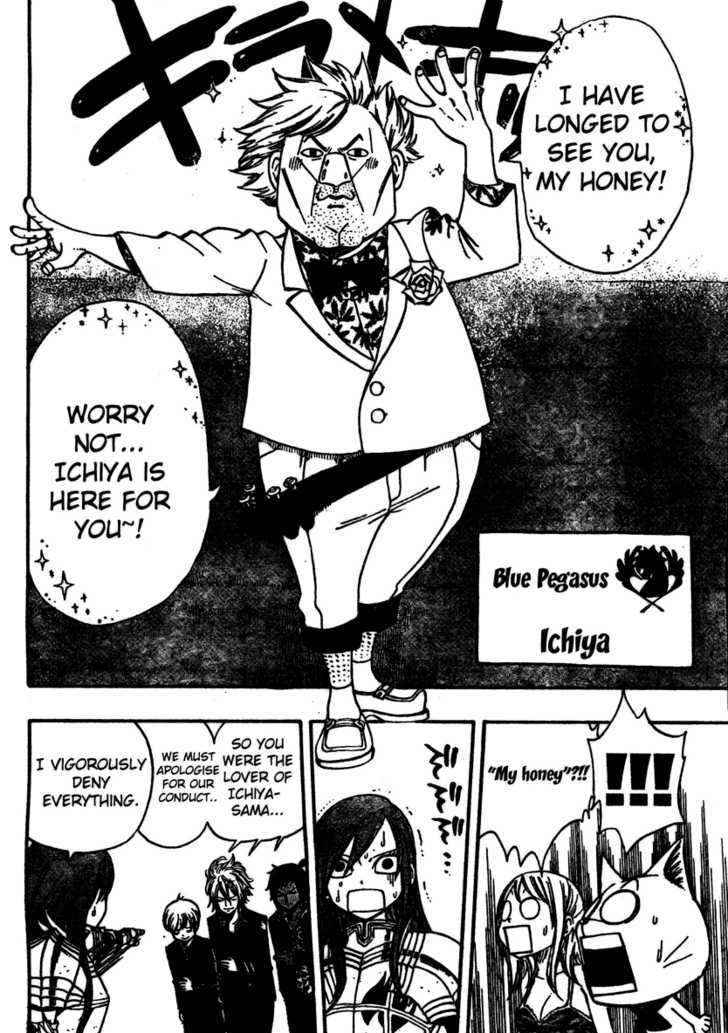 キラメ
I HAVE
LONGED TO
SEE YOU,
MY HONEY!
WORRY
NOT...
ICHIYA IS
HERE FOR
YOU~!
Blue Pegasus
Ichiya
!!!
"My honey"?!!
SO YOU
WERE THE
LOVER OF
ICHIYA-
SAMA...
WE MUST
APOLOGISE
FOR OUR
CONDUCT..
I VIGOROUSLY
DENY
EVERYTHING.